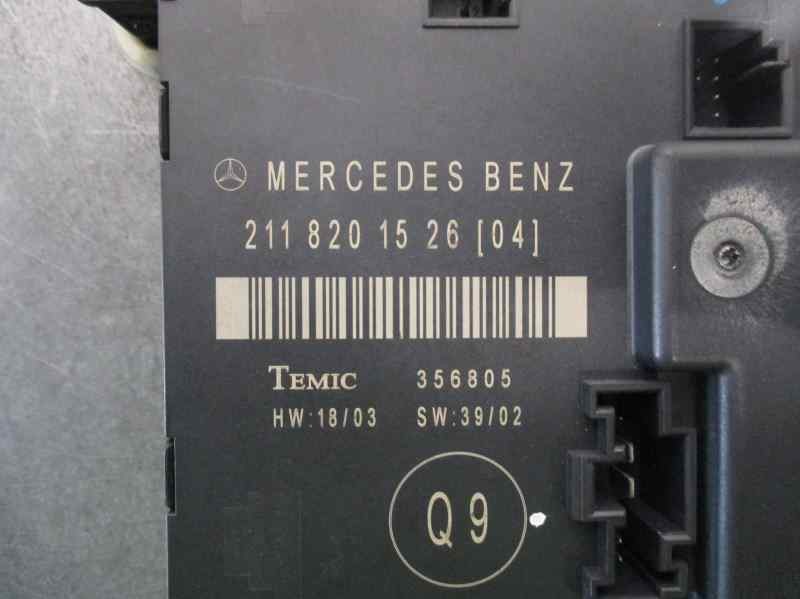 MERCEDES BENZ
211 820 15 26 [04]
TEMIC 356805
HW:18/03 SW:39/02
Q9